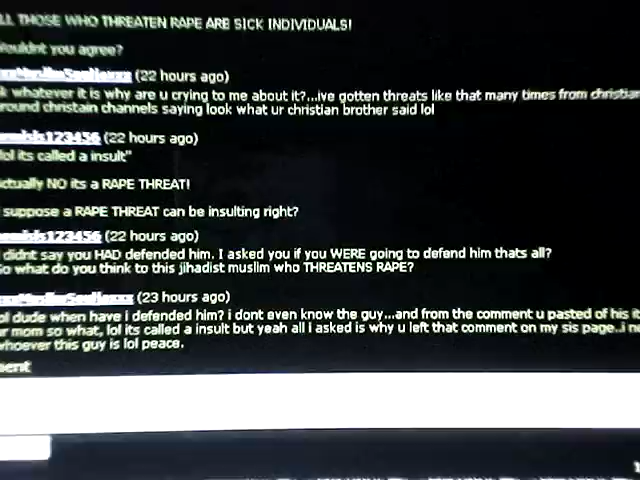 LL THOSE WHO THREATEN RAPE ARE SICK INDIVIDUALS!
Wouldnt you agree?
(22 hours ago)
k whatever it is why are u crying to me about it?...ive gotten threats like that many times from christian
round christain channels saying look what ur christian brother said lol
123456 (22 hours ago)
lol its called a insult"
ctually NO its a RAPE THREAT!
suppose a RAPE THREAT can be insulting right?
123456 (22 hours ago)
didnt say you HAD defended him. I asked you if you WERE going to defend him thats all?
So what do you think to this jihadist muslim who THREATENS RAPE?
(23 hours ago)
ol dude when have i defended him? i dont even know the guy...and from the comment u pasted of his it
ur mom so what, lol its called a insult but yeah all i asked is why u left that comment on my sis page..i n
whoever this guy is lol peace.
ment